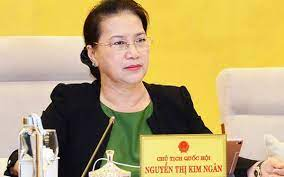 CHỦ TỊCH QUỐC HỘI
NGUYỄN THỊ KIM NGÂN